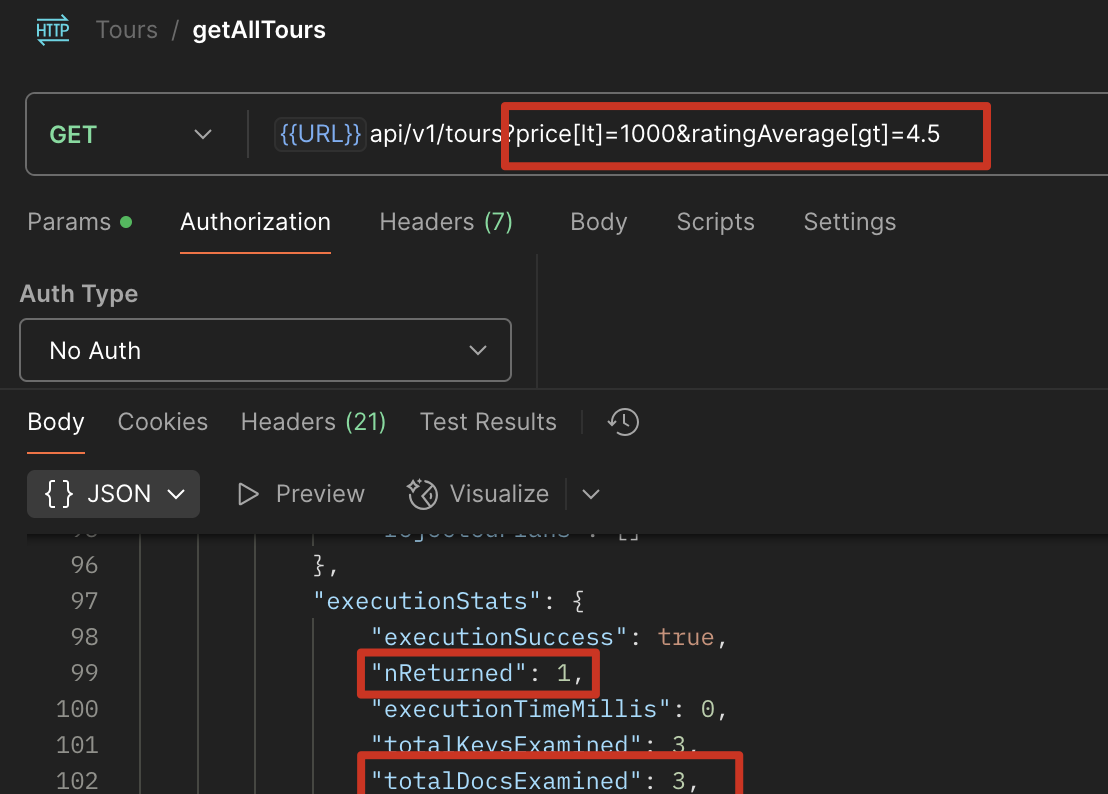 HTTP Tours / getAllTours
GET {{URL}} api/v1/tours?price[lt]=1000&ratingAverage[gt]=4.5
Params Authorization Headers (7) Body Scripts Settings
Auth Type
No Auth
Body Cookies Headers (21) Test Results
{} JSON Preview Visualize
95 "rejectedPlans": []
96 },
97 "executionStats": {
98 "executionSuccess": true,
99 "nReturned": 1,
100 "executionTimeMillis": 0,
101 "totalKeysExamined": 3,
102 "totalDocsExamined": 3,